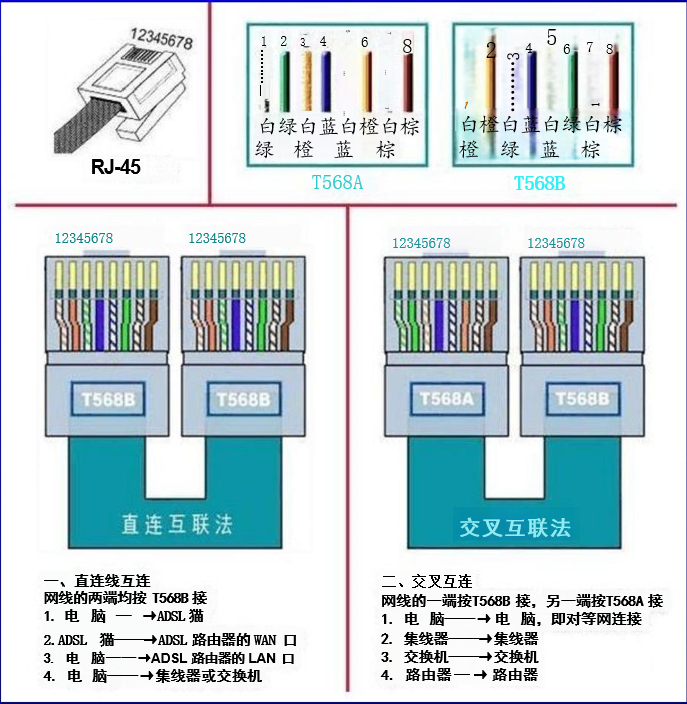 12345678
RJ-45
1 2 3 4 6 8
白 绿 白 蓝 白 橙 白 棕
绿 橙 蓝 棕
T568A
2 3 4 5 6 7 8
白 橙 白 蓝 白 绿 白 棕
橙 绿 蓝 棕
T568B
12345678 12345678
T568B T568B
直连互联法
一、直连线互连
网线的两端均按 T568B 接
1. 电 脑 — →ADSL 猫
2. ADSL 猫——→ADSL 路由器的 WAN 口
3. 电 脑——→ADSL 路由器的 LAN 口
4. 电 脑——→集线器或交换机
12345678 12345678
T568A T568B
交叉互联法
二、交叉互连
网线的一端按T568B 接，另一端按T568A 接
1. 电 脑——→ 电 脑，即对等网连接
2. 集线器——→集线器
3. 交换机——→交换机
4. 路由器 — → 路由器